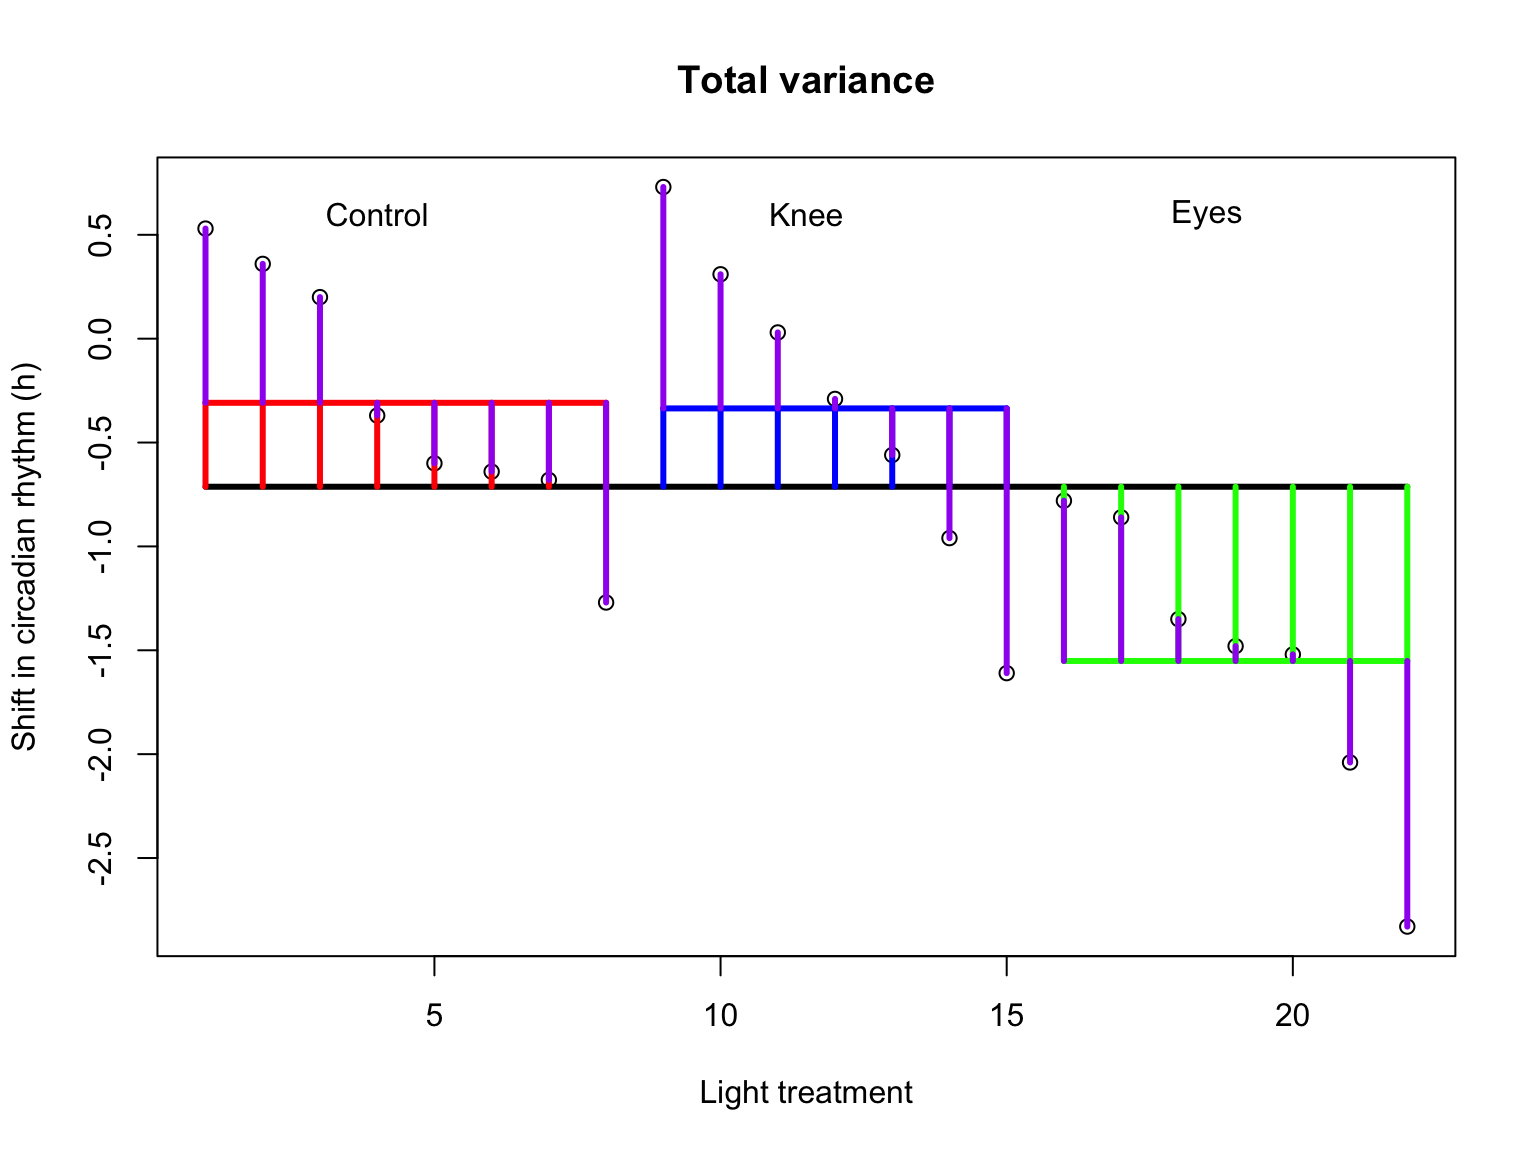 Total variance
Control Knee Eyes
Shift in circadian rhythm (h)
0.5
0.0
-0.5
-1.0
-1.5
-2.0
-2.5
5 10 15 20
Light treatment